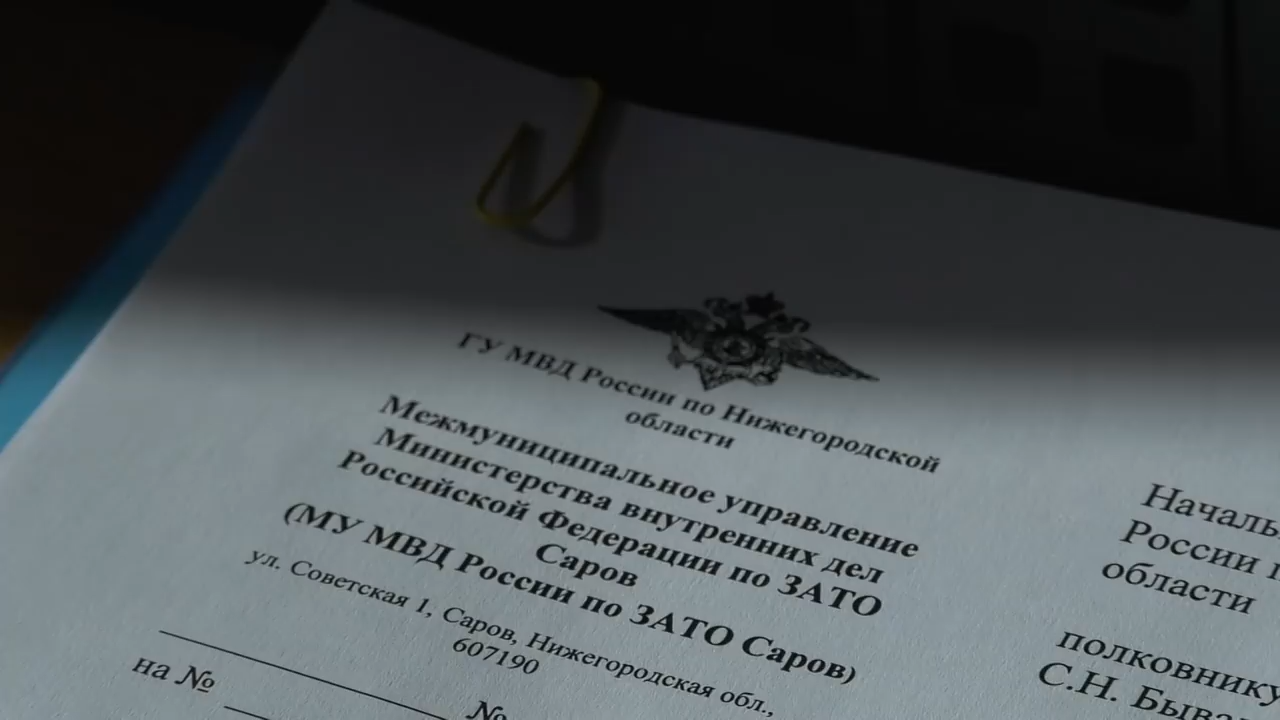 ГУ МВД России по Нижегородской
области
Межмуниципальное управление
Министерства внутренних дел
Российской Федерации по ЗАТО
Саров
(МУ МВД России по ЗАТО Саров)
ул. Советская 1, Саров, Нижегородская обл.,
607190
на № № 
России
области
полковнику
С.Н.